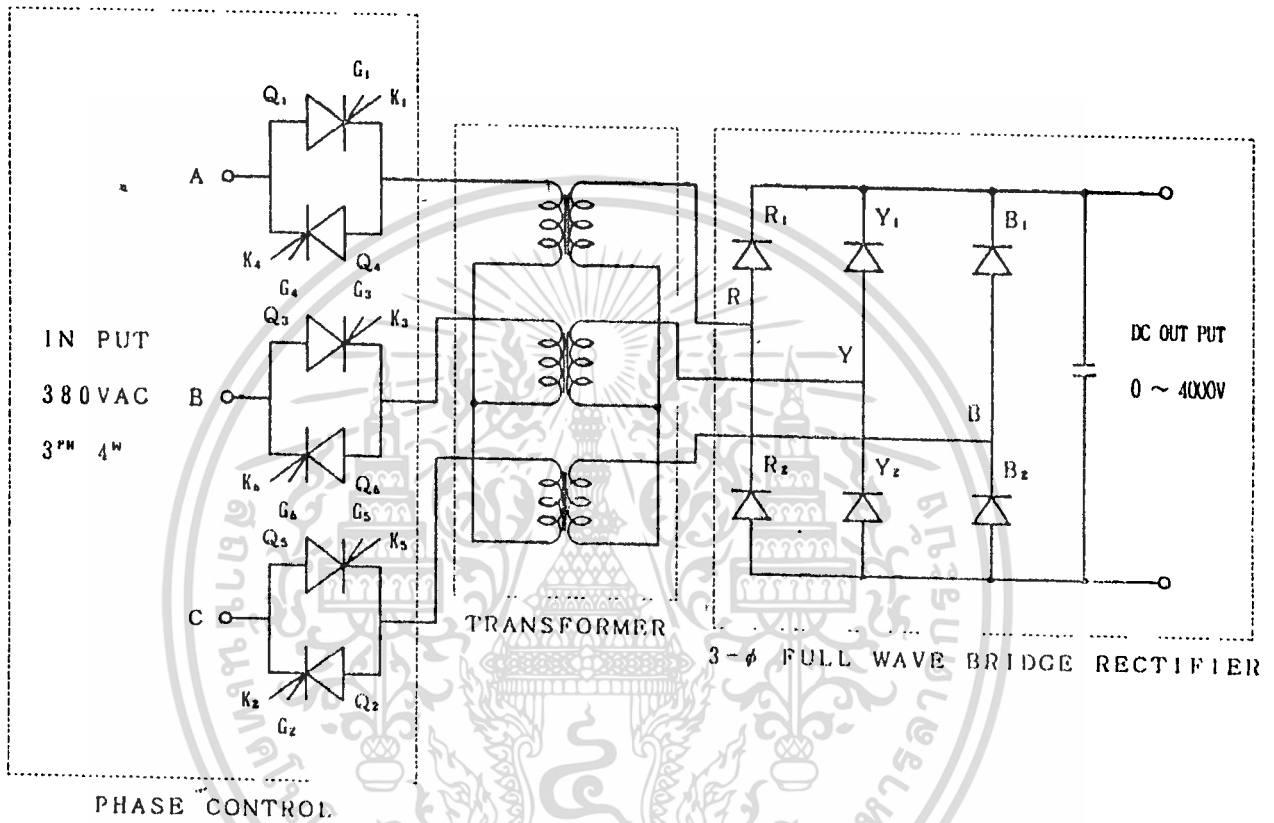 G₁
Q₁
K₁
A
K₄
Q₄
G₄
G₃
Q₃
K₃
IN PUT
380VAC
3ᴾᴴ 4ᵂ
B
K₆
Q₆
G₆
G₅
Q₅
K₅
C
K₂
Q₂
G₂
PHASE CONTROL
TRANSFORMER
R₁
Y₁
B₁
R
Y
B
R₂
Y₂
B₂
DC OUT PUT
0 ~ 4000V
3-ϕ FULL WAVE BRIDGE RECTIFIER